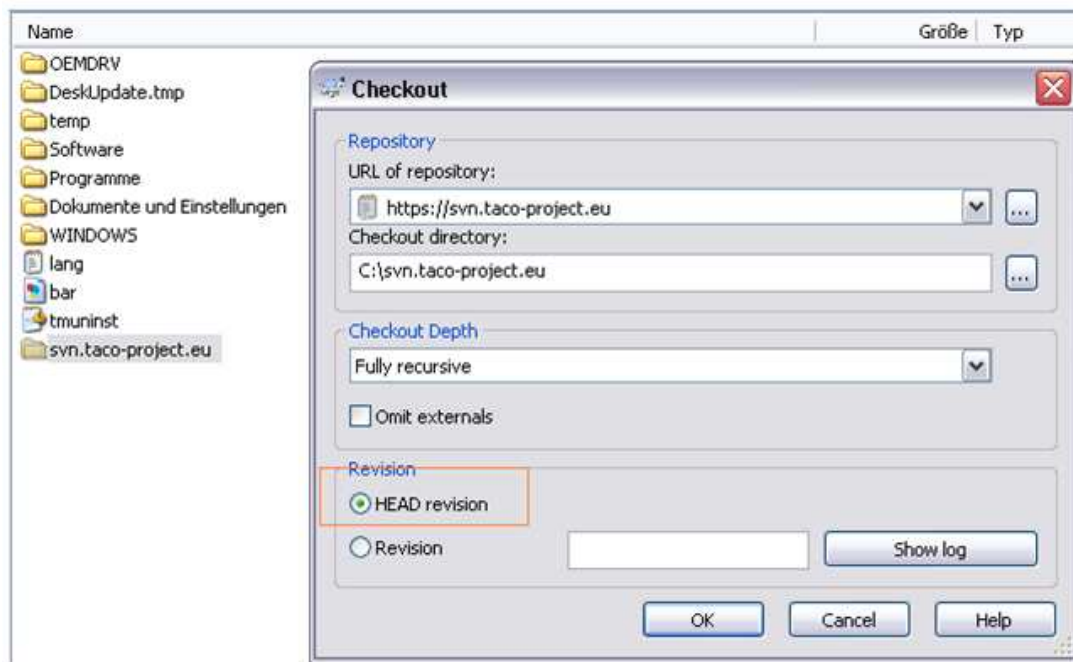 Name Größe Typ
OEMDRV
DeskUpdate.tmp
temp
Software
Programme
Dokumente und Einstellungen
WINDOWS
lang
bar
tmuninst
svn.taco-project.eu
Checkout
Repository
URL of repository:
https://svn.taco-project.eu
...
Checkout directory:
C:\svn.taco-project.eu
...
Checkout Depth
Fully recursive
Omit externals
Revision
HEAD revision
Revision
Show log
OK Cancel Help